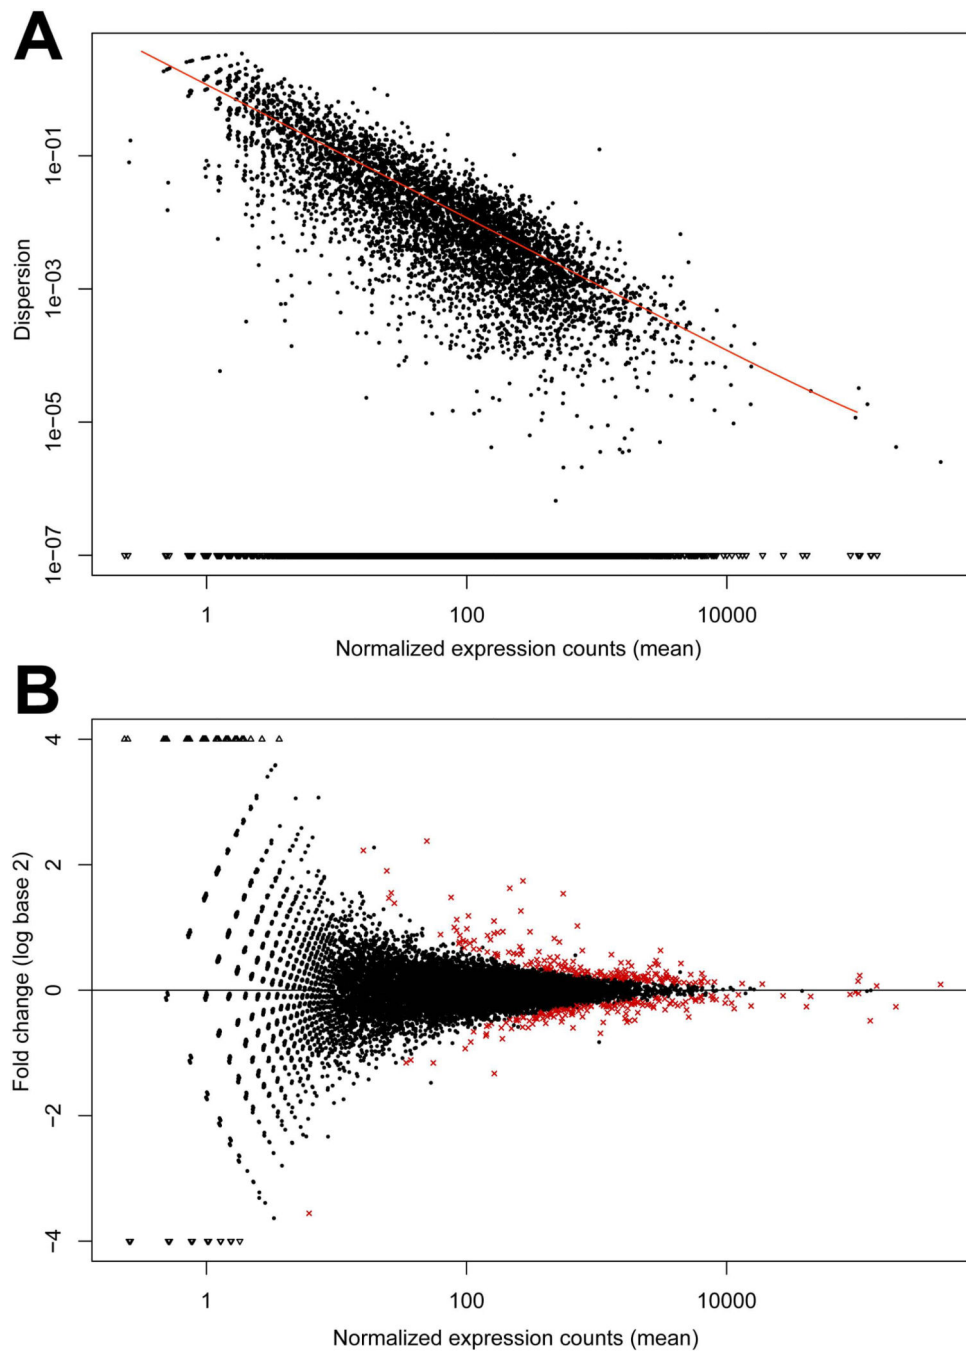 A
Dispersion
1e−01
1e−03
1e−05
1e−07
1
100
10000
Normalized expression counts (mean)
B
Fold change (log base 2)
4
2
0
−2
−4
1
100
10000
Normalized expression counts (mean)